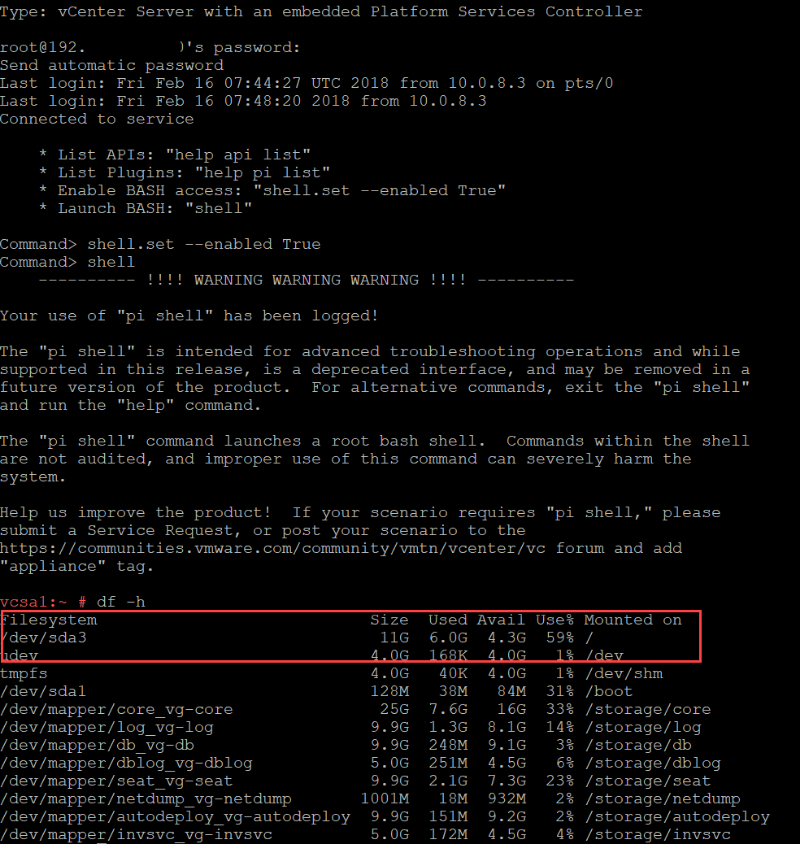 Type: vCenter Server with an embedded Platform Services Controller
root@192.          )'s password:
Send automatic password
Last login: Fri Feb 16 07:44:27 UTC 2018 from 10.0.8.3 on pts/0
Last login: Fri Feb 16 07:48:20 2018 from 10.0.8.3
Connected to service
* List APIs: "help api list"
* List Plugins: "help pi list"
* Enable BASH access: "shell.set --enabled True"
* Launch BASH: "shell"
Command> shell.set --enabled True
Command> shell
---------- !!!! WARNING WARNING WARNING !!!! ----------
Your use of "pi shell" has been logged!
The "pi shell" is intended for advanced troubleshooting operations and while
supported in this release, is a deprecated interface, and may be removed in a
future version of the product.  For alternative commands, exit the "pi shell"
and run the "help" command.
The "pi shell" command launches a root bash shell.  Commands within the shell
are not audited, and improper use of this command can severely harm the
system.
Help us improve the product!  If your scenario requires "pi shell," please
submit a Service Request, or post your scenario to the
https://communities.vmware.com/community/vmtn/vcenter/vc forum and add
"appliance" tag.
vcsa1:~ # df -h
Filesystem                            Size  Used Avail Use% Mounted on
/dev/sda3                              11G  6.0G  4.3G  59% /
udev                                  4.0G  168K  4.0G   1% /dev
tmpfs                                 4.0G   40K  4.0G   1% /dev/shm
/dev/sda1                             128M   38M   84M  31% /boot
/dev/mapper/core_vg-core               25G  7.6G   16G  33% /storage/core
/dev/mapper/log_vg-log                9.9G  1.3G  8.1G  14% /storage/log
/dev/mapper/db_vg-db                  9.9G  248M  9.1G   3% /storage/db
/dev/mapper/dblog_vg-dblog            5.0G  251M  4.5G   6% /storage/dblog
/dev/mapper/seat_vg-seat              9.9G  2.1G  7.3G  23% /storage/seat
/dev/mapper/netdump_vg-netdump       1001M   18M  932M   2% /storage/netdump
/dev/mapper/autodeploy_vg-autodeploy  9.9G  151M  9.2G   2% /storage/autodeploy
/dev/mapper/invsvc_vg-invsvc          5.0G  172M  4.5G   4% /storage/invsvc